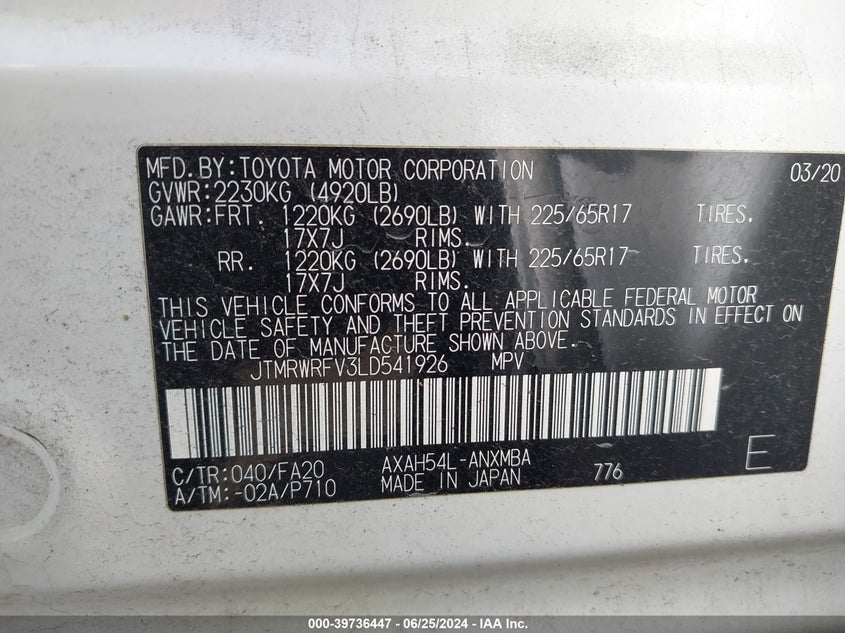 MFD.BY:TOYOTA MOTOR CORPORATION 03/20
GVWR:2230KG (4920LB)
GAWR:FRT. 1220KG (2690LB) WITH 225/65R17 TIRES.
17X7J RIMS.
RR. 1220KG (2690LB) WITH 225/65R17 TIRES.
17X7J RIMS.
THIS VEHICLE CONFORMS TO ALL APPLICABLE FEDERAL MOTOR
VEHICLE SAFETY AND THEFT PREVENTION STANDARDS IN EFFECT ON
THE DATE OF MANUFACTURE SHOWN ABOVE.
JTMRWRFV3LD541926 MPV
C/TR:040/FA20 AXAH54L-ANXMBA
A/TM:-02A/P710 MADE IN JAPAN 776 E
000-39736447 - 06/25/2024 - IAA Inc.